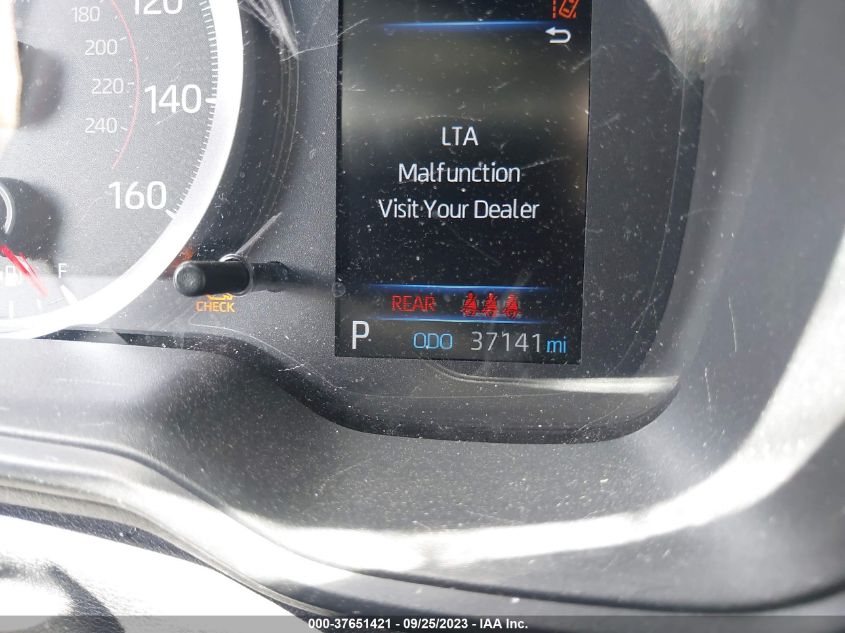 120
180
200
140
220
240
160
F
CHECK
LTA
Malfunction
Visit Your Dealer
REAR
P ODO 37141 mi
000-37651421 - 09/25/2023 - IAA Inc.